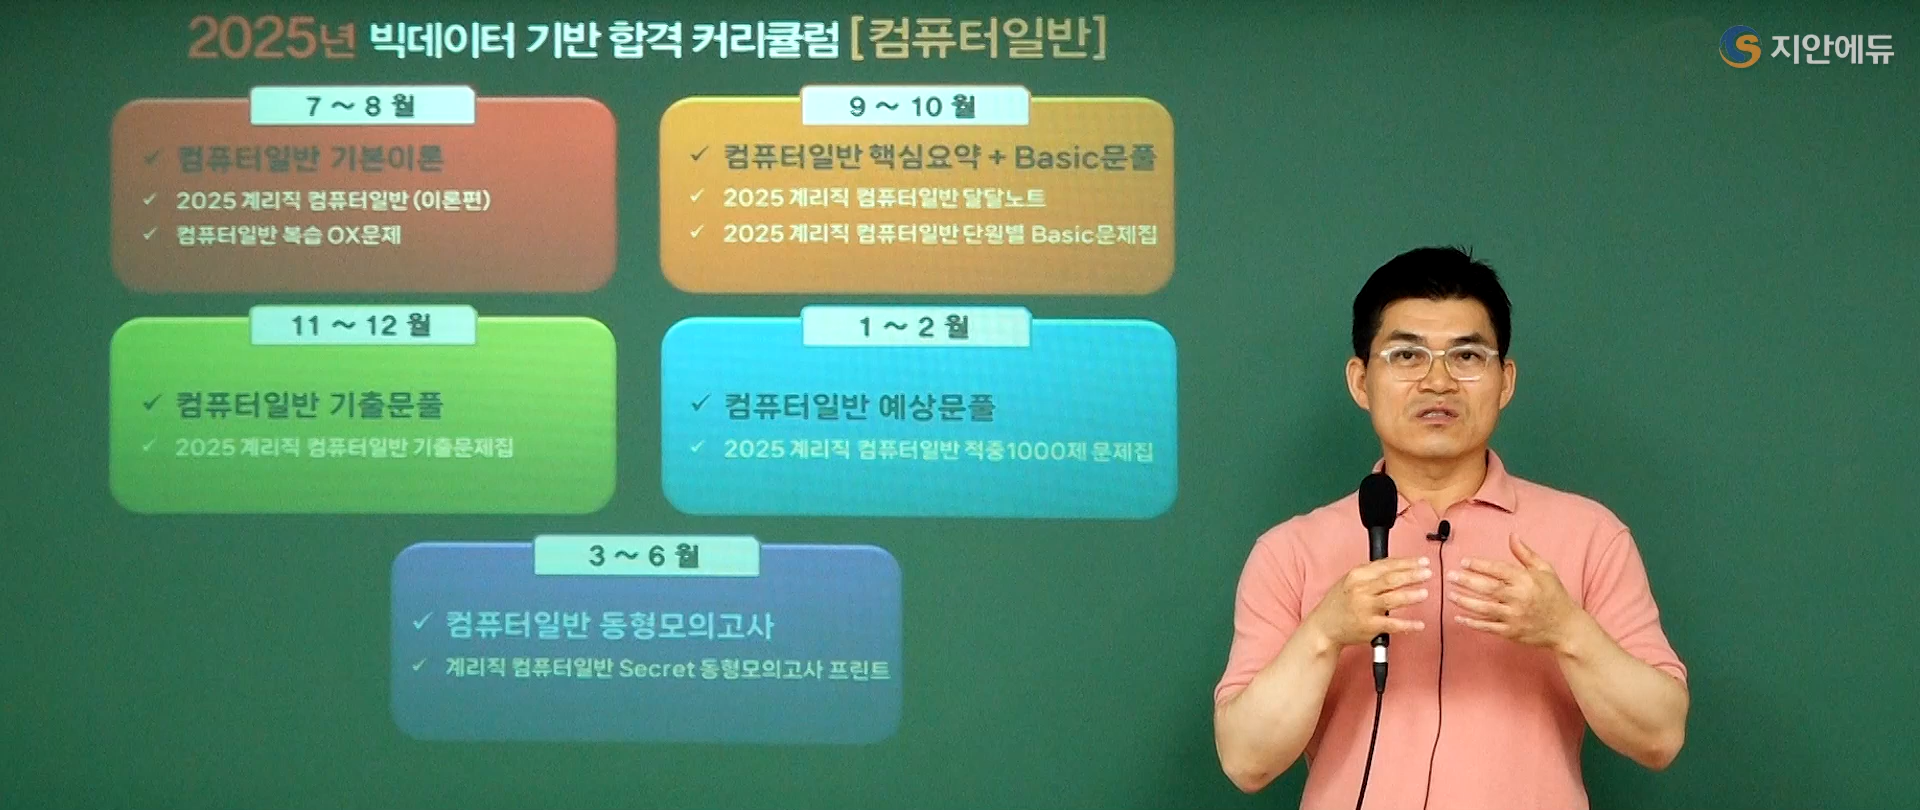 2025년 빅데이터 기반 합격 커리큘럼 [컴퓨터일반]
지안에듀
7 ~ 8 월
✓ 컴퓨터일반 기본이론
✓ 2025 계리직 컴퓨터일반 (이론편)
✓ 컴퓨터일반 복습 OX문제
9 ~ 10 월
✓ 컴퓨터일반 핵심요약 + Basic문풀
✓ 2025 계리직 컴퓨터일반 달달노트
✓ 2025 계리직 컴퓨터일반 단원별 Basic문제집
11 ~ 12 월
✓ 컴퓨터일반 기출문풀
✓ 2025 계리직 컴퓨터일반 기출문제집
1 ~ 2 월
✓ 컴퓨터일반 예상문풀
✓ 2025 계리직 컴퓨터일반 적중1000제 문제집
3 ~ 6 월
✓ 컴퓨터일반 동형모의고사
✓ 계리직 컴퓨터일반 Secret 동형모의고사 프린트